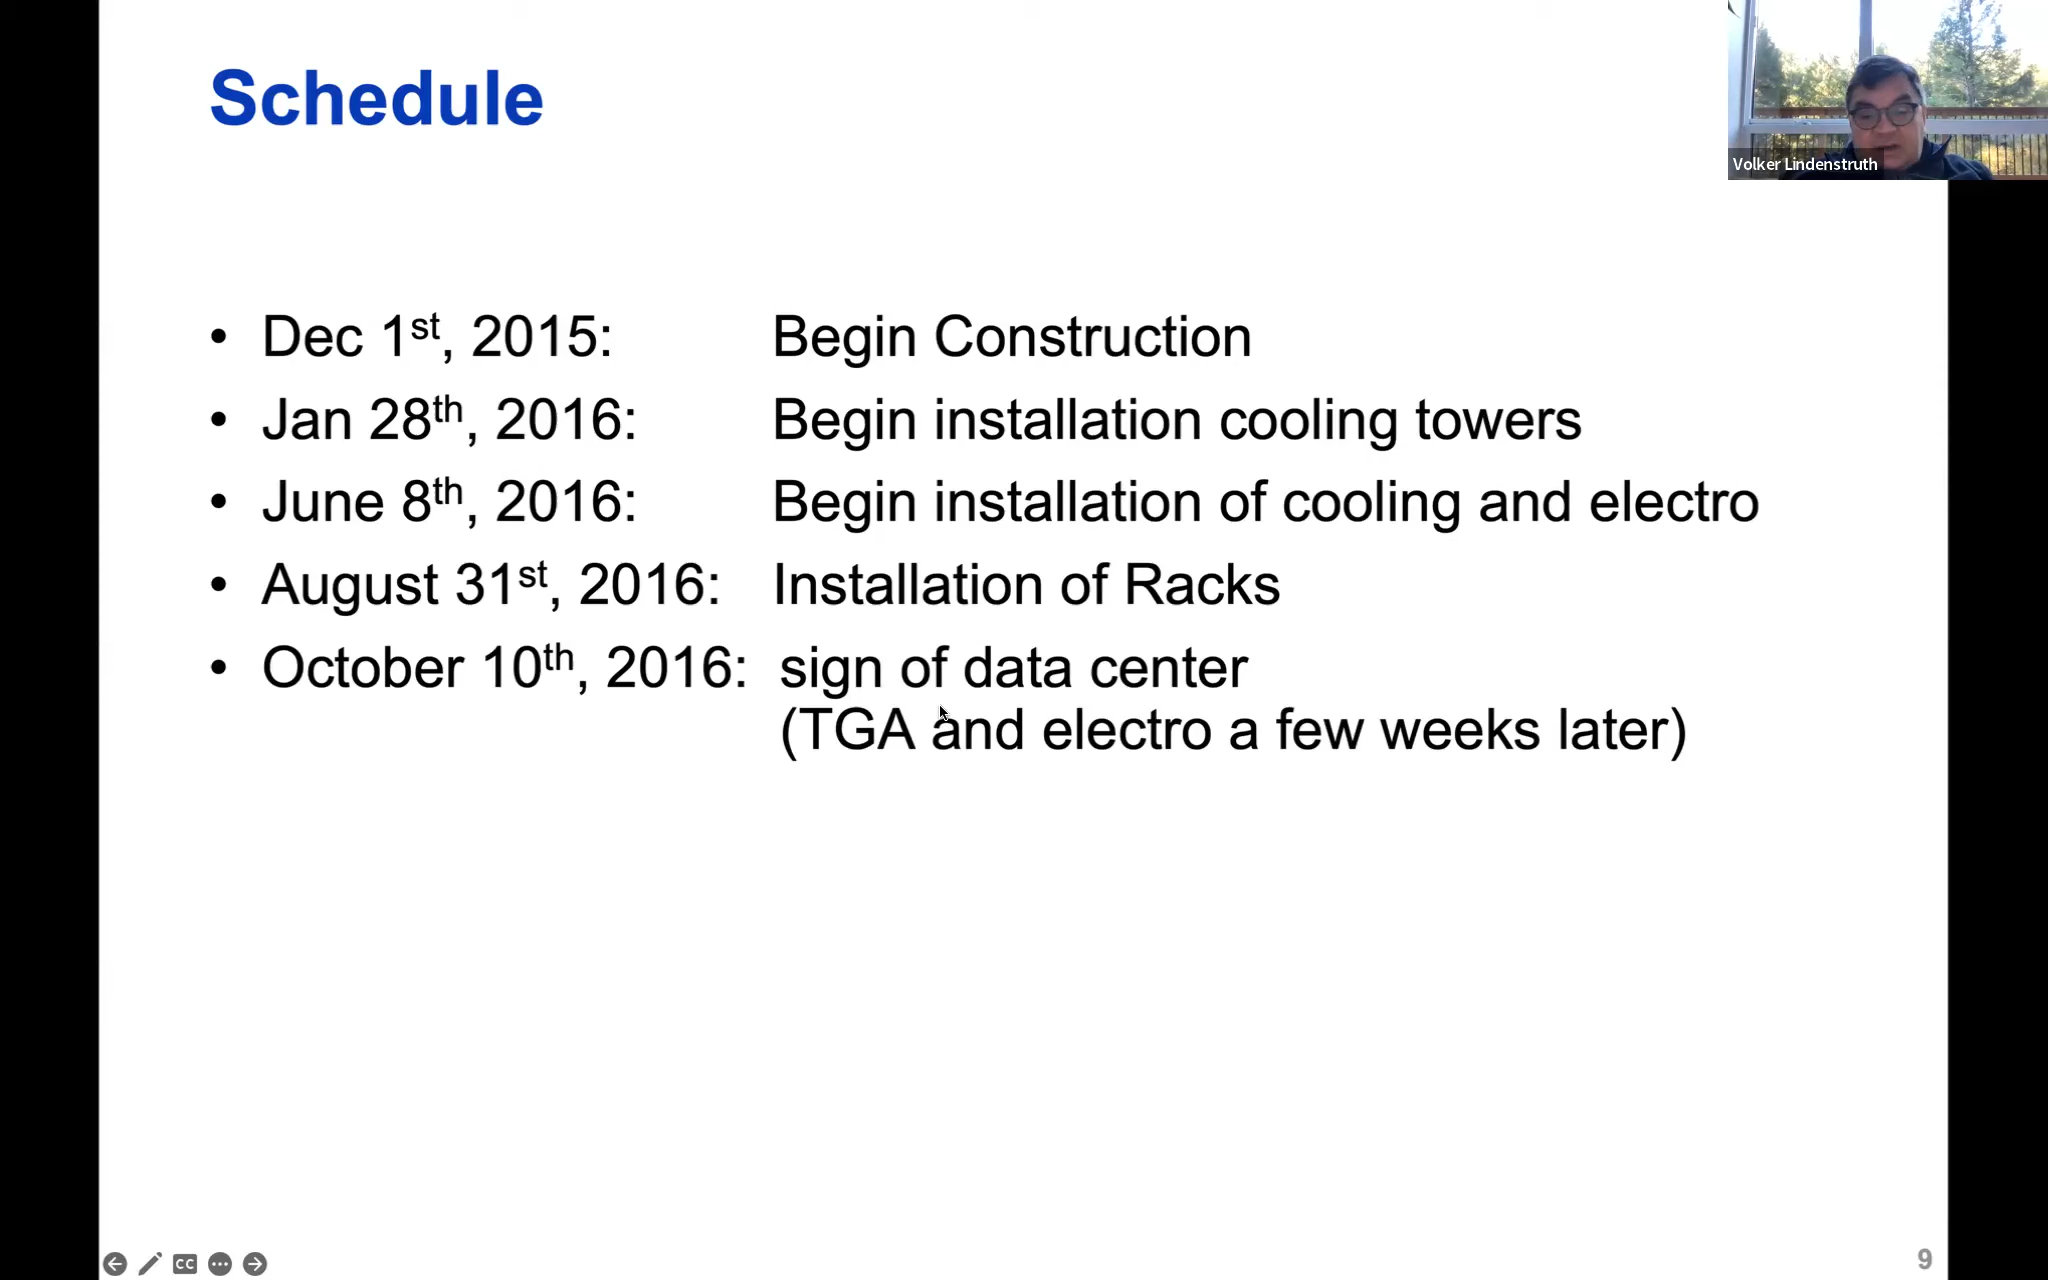 Schedule
Volker Lindenstruth
• Dec 1st, 2015: Begin Construction
• Jan 28th, 2016: Begin installation cooling towers
• June 8th, 2016: Begin installation of cooling and electro
• August 31st, 2016: Installation of Racks
• October 10th, 2016: sign of data center
(TGA and electro a few weeks later)
CC
9